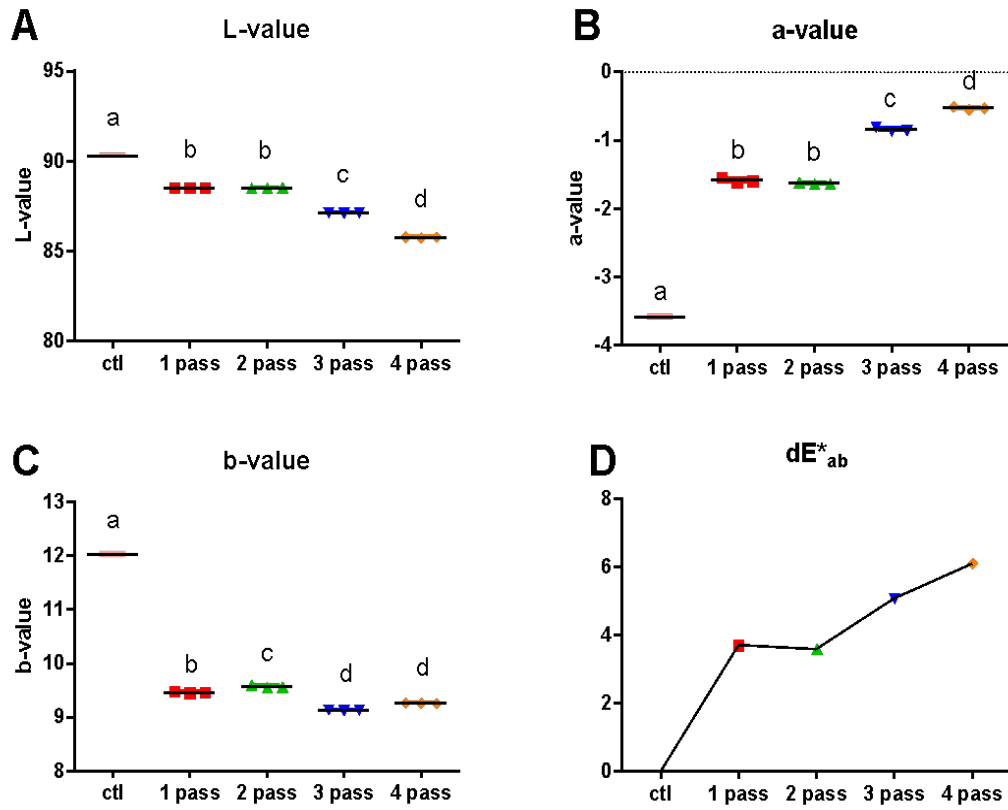 A
L-value
L-value
95
90
85
80
a
b
b
c
d
ctl
1 pass
2 pass
3 pass
4 pass
B
a-value
a-value
0
-1
-2
-3
-4
a
b
b
c
d
ctl
1 pass
2 pass
3 pass
4 pass
C
b-value
b-value
13
12
11
10
9
8
a
b
c
d
d
ctl
1 pass
2 pass
3 pass
4 pass
D
dE*ab
8
6
4
2
0
ctl
1 pass
2 pass
3 pass
4 pass